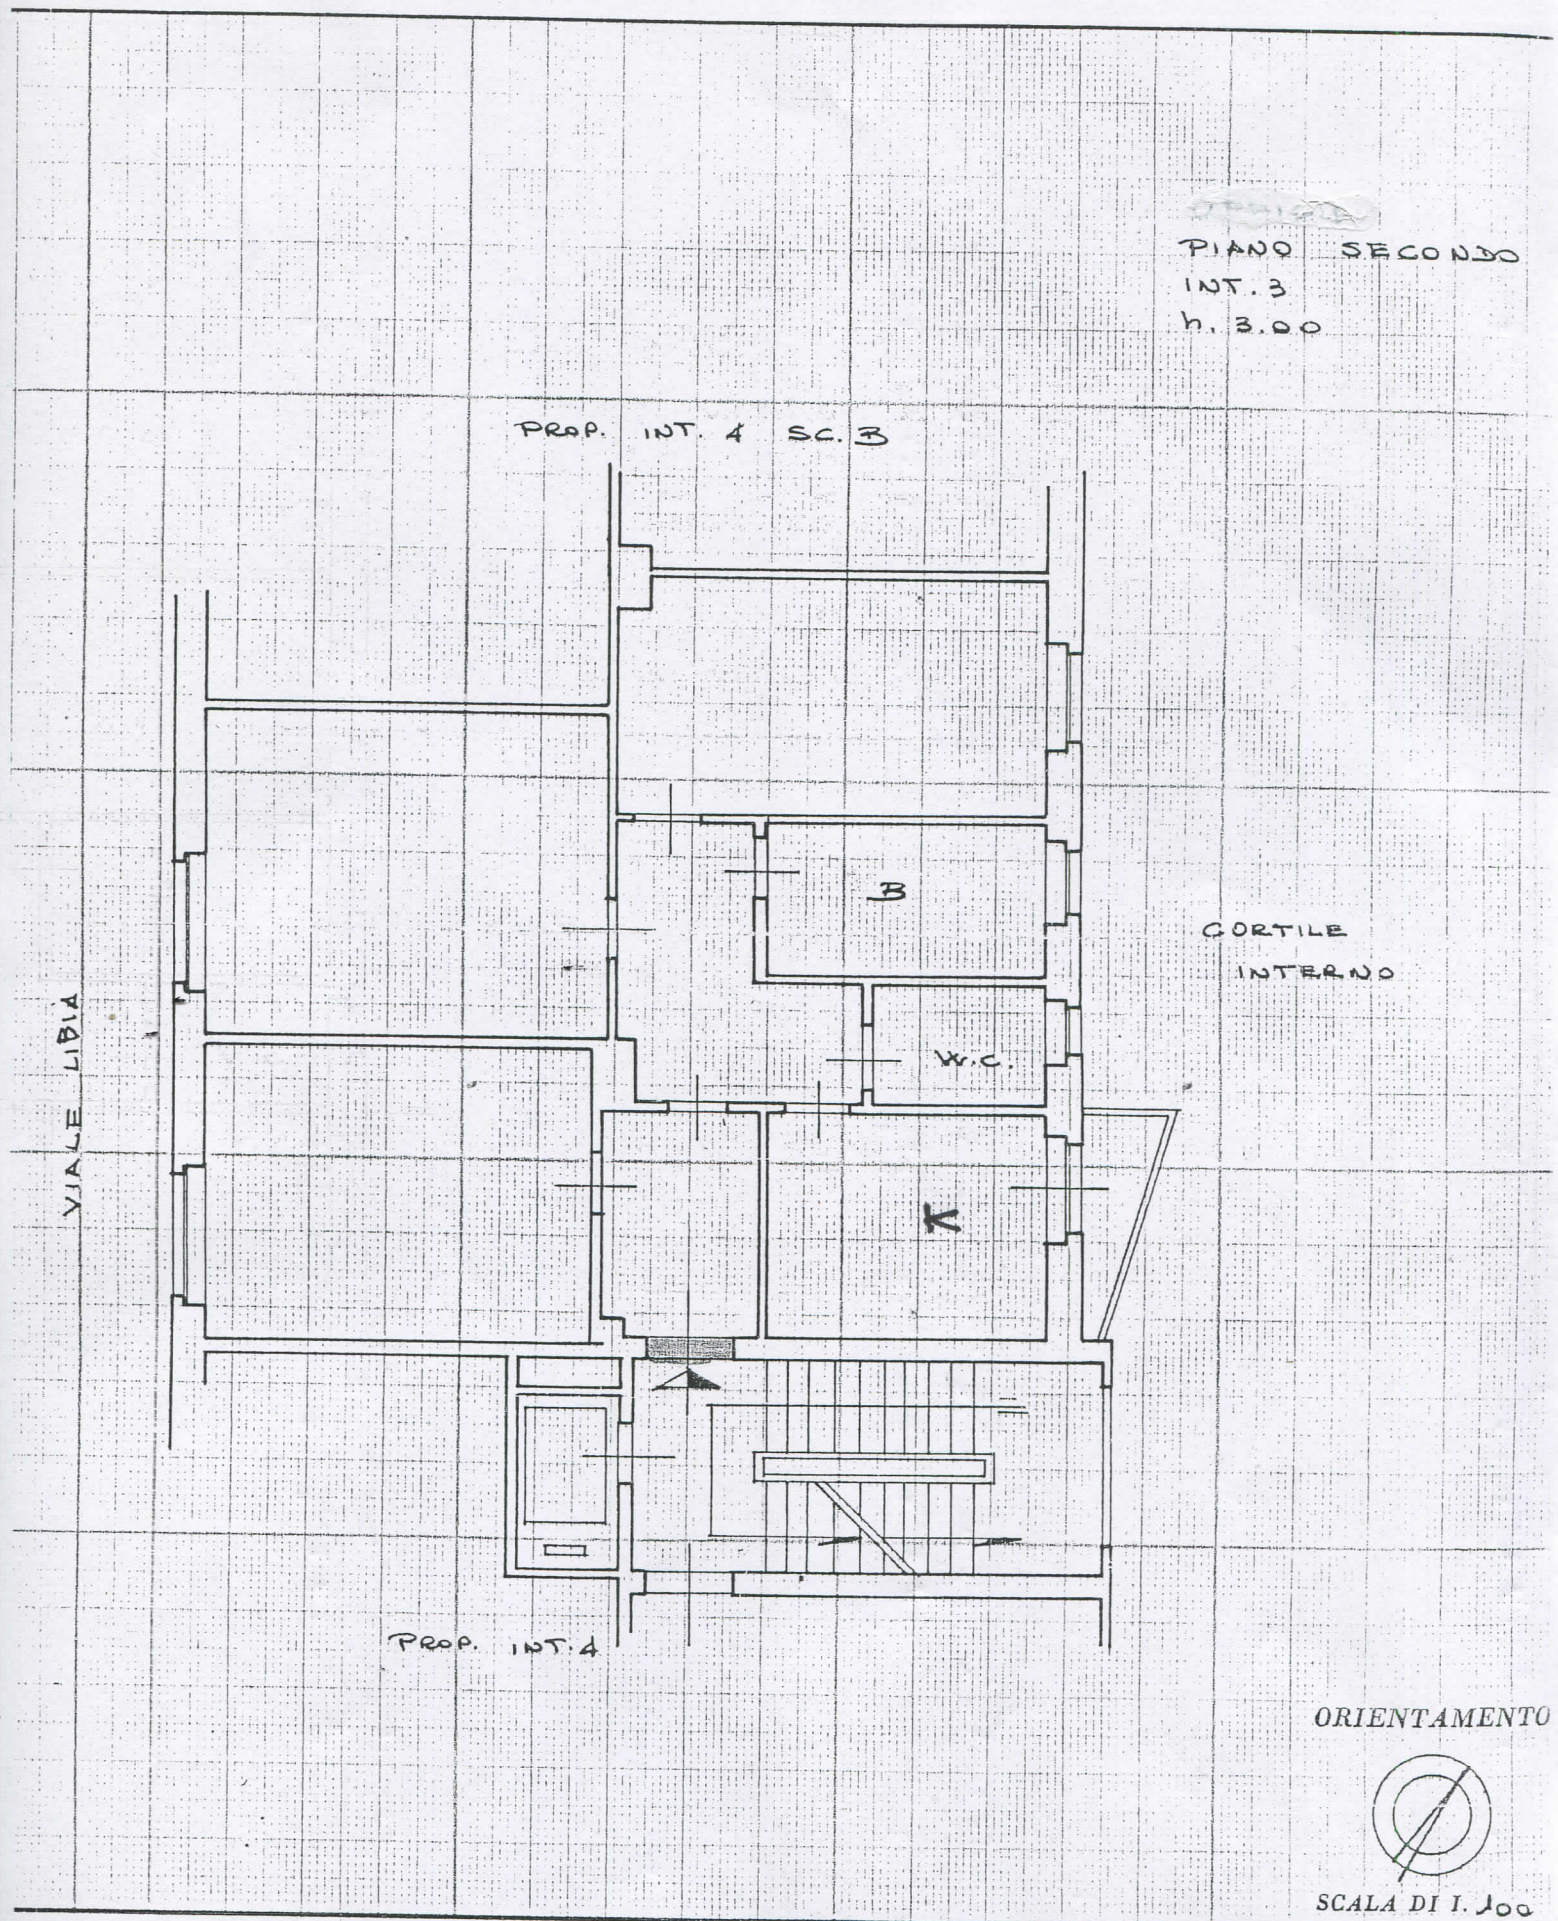 PIANO SECONDO
INT. 3
h. 3.00
PROP. INT. 4 SC. B
B
CORTILE
INTERNO
W.C.
VIALE LIBIA
K
PROP. INT. 4
ORIENTAMENTO
SCALA DI I. 100